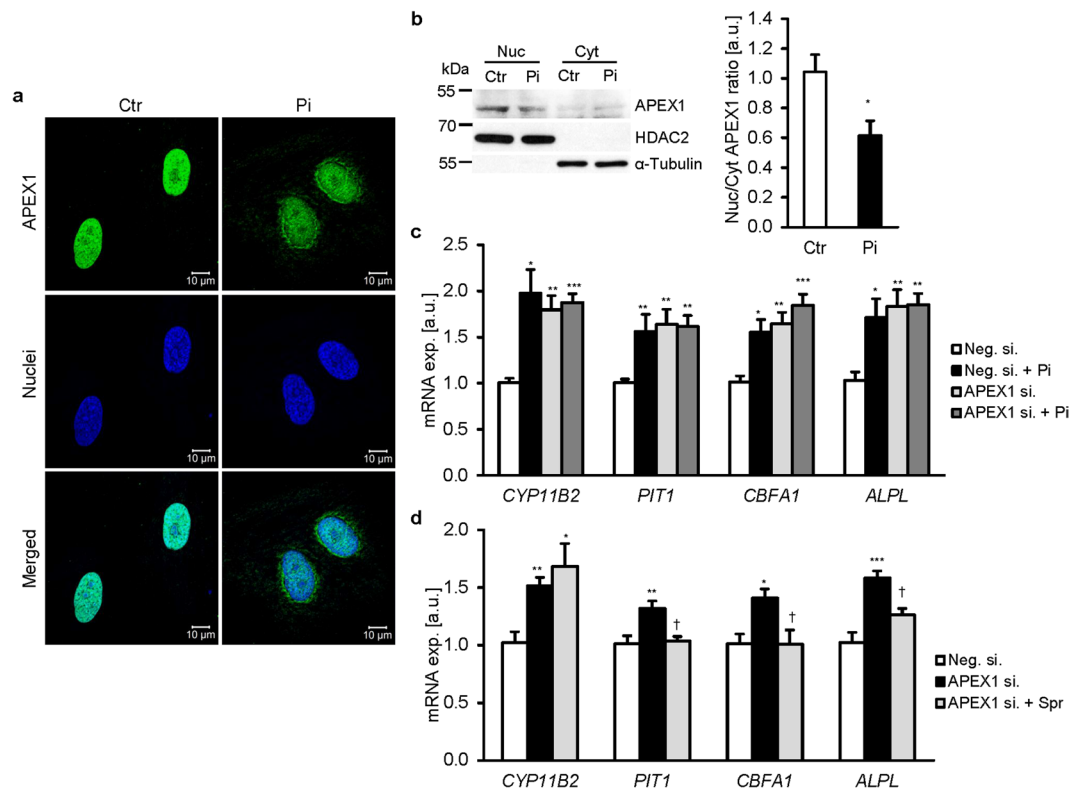 a
Ctr Pi
APEX1
10 µm 10 µm
Nuclei
10 µm 10 µm
Merged
10 µm 10 µm
b
Nuc Cyt
kDa Ctr Pi Ctr Pi
55 APEX1
70 HDAC2
55 α-Tubulin
Nuc/Cyt APEX1 ratio [a.u.]
1.4
1.2
1.0
0.8
0.6
0.4
0.2
0.0
*
Ctr Pi
c
mRNA exp. [a.u.]
2.5
2.0
1.5
1.0
0.5
0.0
* ** *** ** ** ** * ** *** * ** **
CYP11B2 PIT1 CBFA1 ALPL
Neg. si.
Neg. si. + Pi
APEX1 si.
APEX1 si. + Pi
d
mRNA exp. [a.u.]
2.0
1.5
1.0
0.5
0.0
** * ** † * † *** †
CYP11B2 PIT1 CBFA1 ALPL
Neg. si.
APEX1 si.
APEX1 si. + Spr